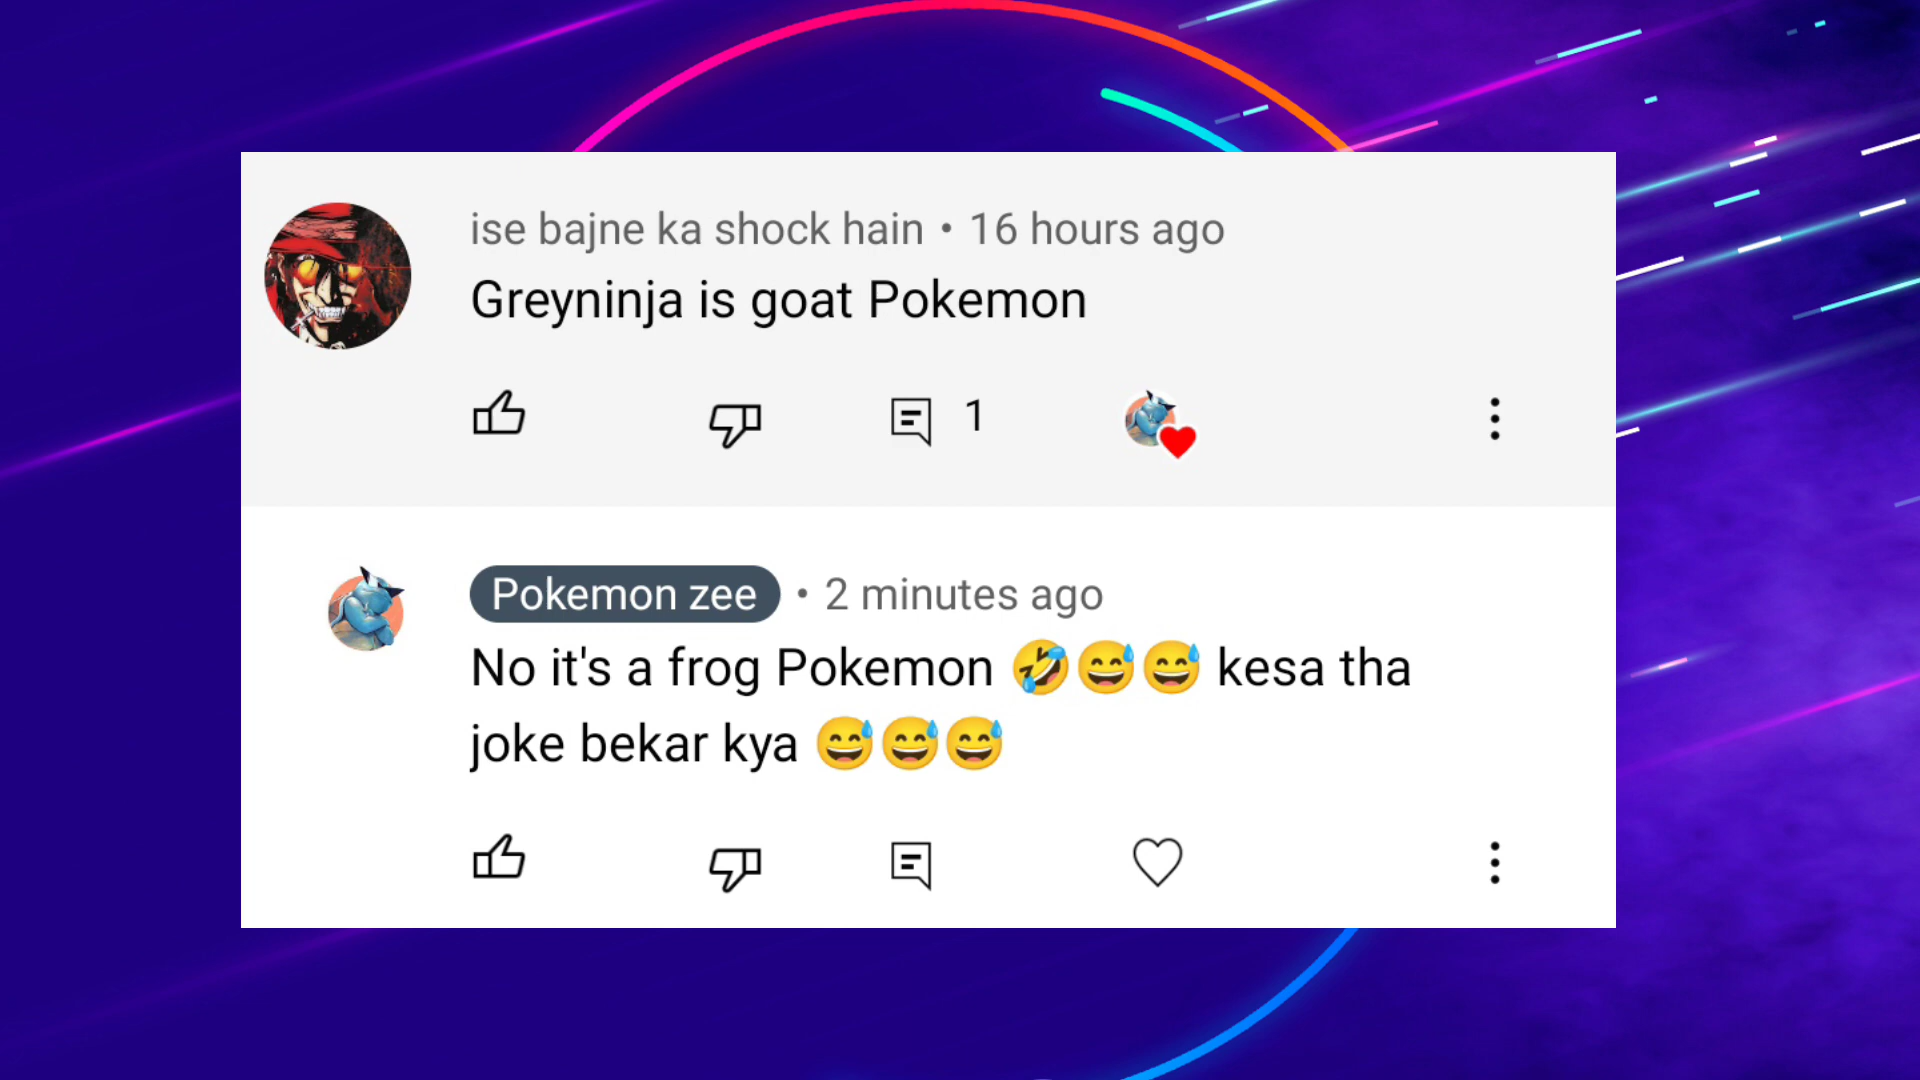 ise bajne ka shock hain • 16 hours ago
Greyninja is goat Pokemon
1
Pokemon zee • 2 minutes ago
No it's a frog Pokemon 🤣😅😅 kesa tha
joke bekar kya 😅😅😅